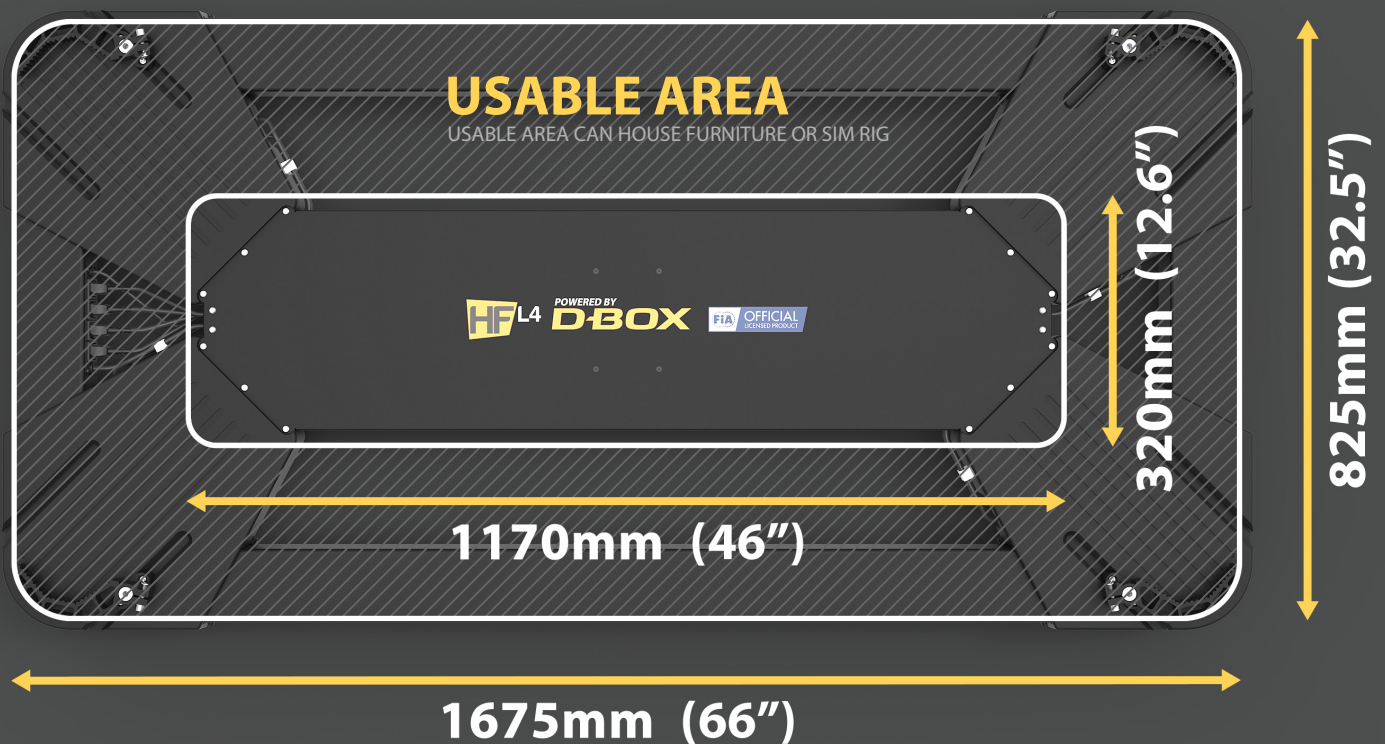 USABLE AREA
USABLE AREA CAN HOUSE FURNITURE OR SIM RIG
320mm (12.6”)
825mm (32.5”)
HF L4
POWERED BY
D-BOX
FiA OFFICIAL
LICENSED PRODUCT
1170mm (46”)
1675mm (66”)